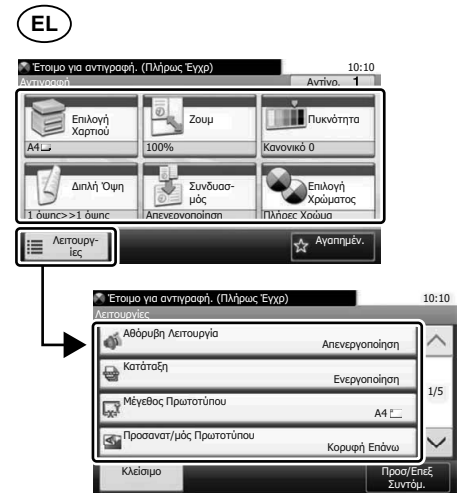 EL
Έτοιμο για αντιγραφή. (Πλήρως Έγχρ)
10:10
Αντιγραφή
Αντίγρ. 1
Επιλογή
Χαρτιού
A4
Ζουμ
100%
Πυκνότητα
Κανονικό 0
Διπλή Όψη
1 όψης>>1 όψης
Συνδυασ-
μός
Απενεργοποίηση
Επιλογή
Χρώματος
Πλήρες Χρώμα
Λειτουργ-
ίες
Αγαπημέν.
Έτοιμο για αντιγραφή. (Πλήρως Έγχρ)
10:10
Λειτουργίες
Αθόρυβη Λειτουργία
Απενεργοποίηση
Κατάταξη
Ενεργοποίηση
1/5
Μέγεθος Πρωτοτύπου
A4
Προσανατ/μός Πρωτοτύπου
Κορυφή Επάνω
Κλείσιμο
Προσ/Επεξ
Συντόμ.